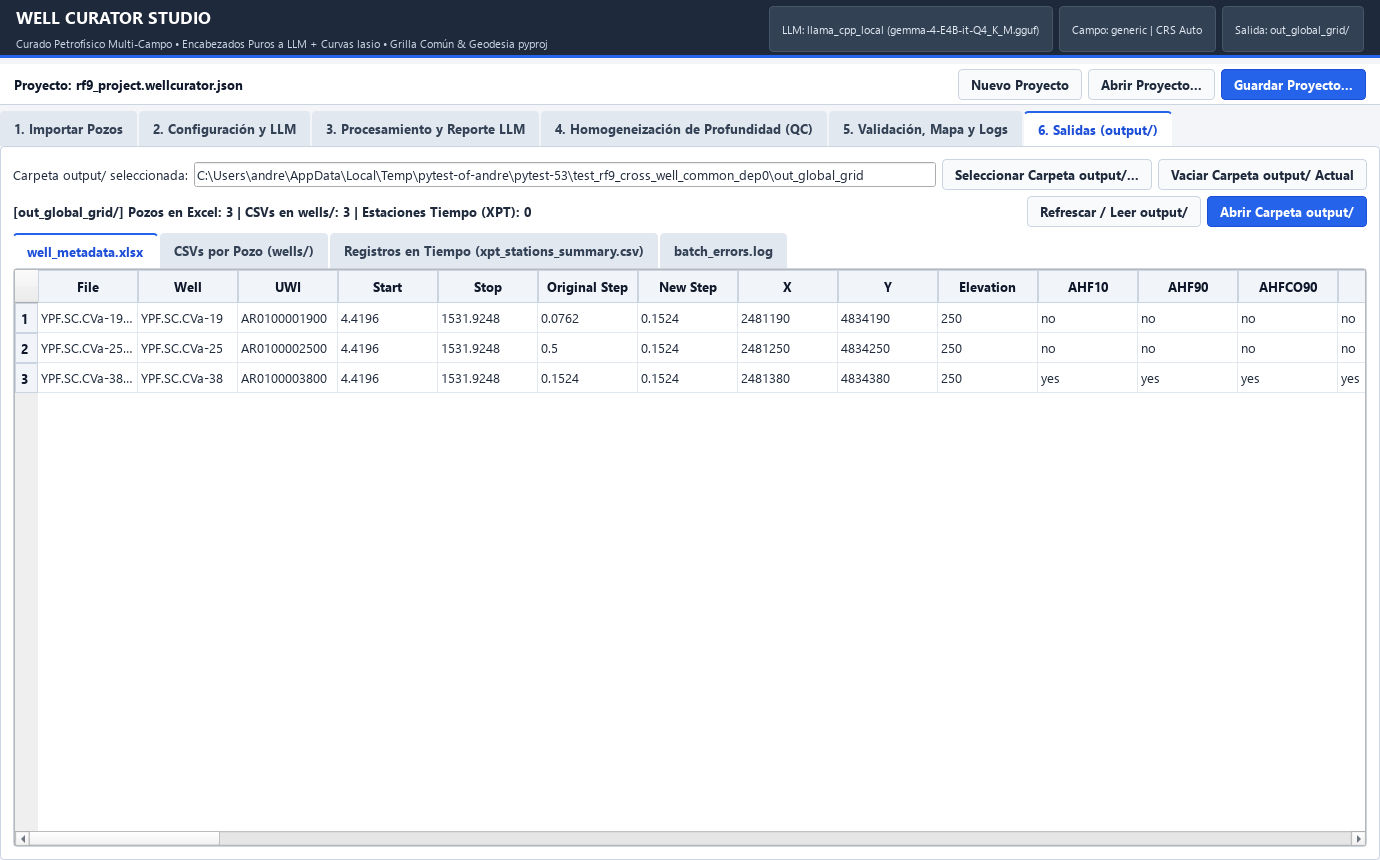 WELL CURATOR STUDIO
Curado Petrofísico Multi-Campo • Encabezados Puros a LLM + Curvas lasio • Grilla Común & Geodesia pyproj
LLM: llama_cpp_local (gemma-4-E4B-it-Q4_K_M.gguf)
Campo: generic | CRS Auto
Salida: out_global_grid/
Proyecto: rf9_project.wellcurator.json
Nuevo Proyecto
Abrir Proyecto...
Guardar Proyecto...
1. Importar Pozos
2. Configuración y LLM
3. Procesamiento y Reporte LLM
4. Homogeneización de Profundidad (QC)
5. Validación, Mapa y Logs
6. Salidas (output/)
Carpeta output/ seleccionada: C:\Users\andre\AppData\Local\Temp\pytest-of-andre\pytest-53\test_rf9_cross_well_common_dep0\out_global_grid
Seleccionar Carpeta output/...
Vaciar Carpeta output/ Actual
[out_global_grid/] Pozos en Excel: 3 | CSVs en wells/: 3 | Estaciones Tiempo (XPT): 0
Refrescar / Leer output/
Abrir Carpeta output/
well_metadata.xlsx
CSVs por Pozo (wells/)
Registros en Tiempo (xpt_stations_summary.csv)
batch_errors.log
File Well UWI Start Stop Original Step New Step X Y Elevation AHF10 AHF90 AHFCO90
1 YPF.SC.CVa-19... YPF.SC.CVa-19 AR0100001900 4.4196 1531.9248 0.0762 0.1524 2481190 4834190 250 no no no no
2 YPF.SC.CVa-25... YPF.SC.CVa-25 AR0100002500 4.4196 1531.9248 0.5 0.1524 2481250 4834250 250 no no no no
3 YPF.SC.CVa-38... YPF.SC.CVa-38 AR0100003800 4.4196 1531.9248 0.1524 0.1524 2481380 4834380 250 yes yes yes yes